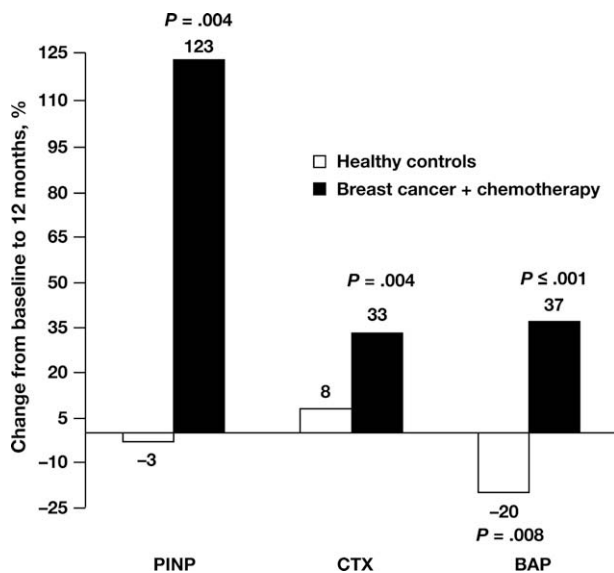 P = .004
123
125
110
95
80
65
50
35
20
5
–10
–25
Change from baseline to 12 months, %
Healthy controls
Breast cancer + chemotherapy
P = .004
33
P ≤ .001
37
8
–3
–20
P = .008
PINP
CTX
BAP